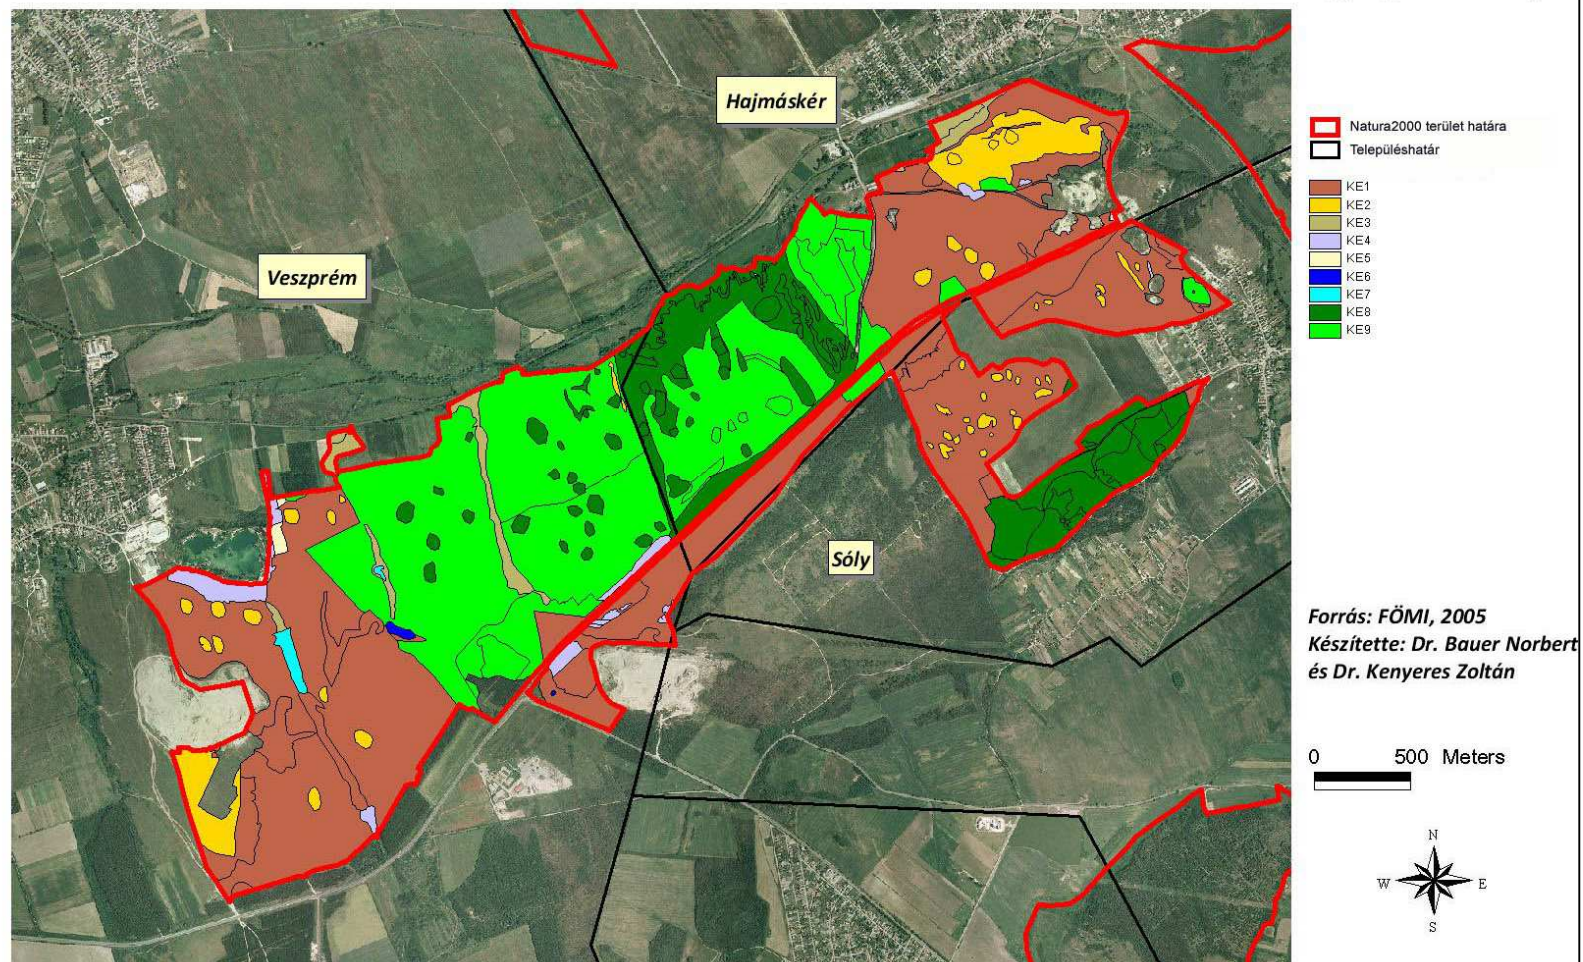 Hajmáskér
Veszprém
Sóly
Natura2000 terület határa
Településhatár
KE1
KE2
KE3
KE4
KE5
KE6
KE7
KE8
KE9
Forrás: FÖMI, 2005
Készítette: Dr. Bauer Norbert
és Dr. Kenyeres Zoltán
0 500 Meters
N
W E
S